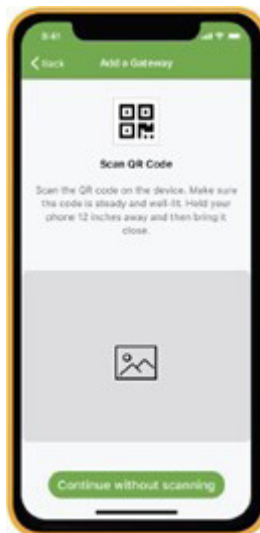 9:41
Back Add a Gateway
Scan QR Code
Scan the QR code on the device. Make sure
the code is steady and well-lit. Hold your
phone 12 inches away and then bring it
close.
Continue without scanning